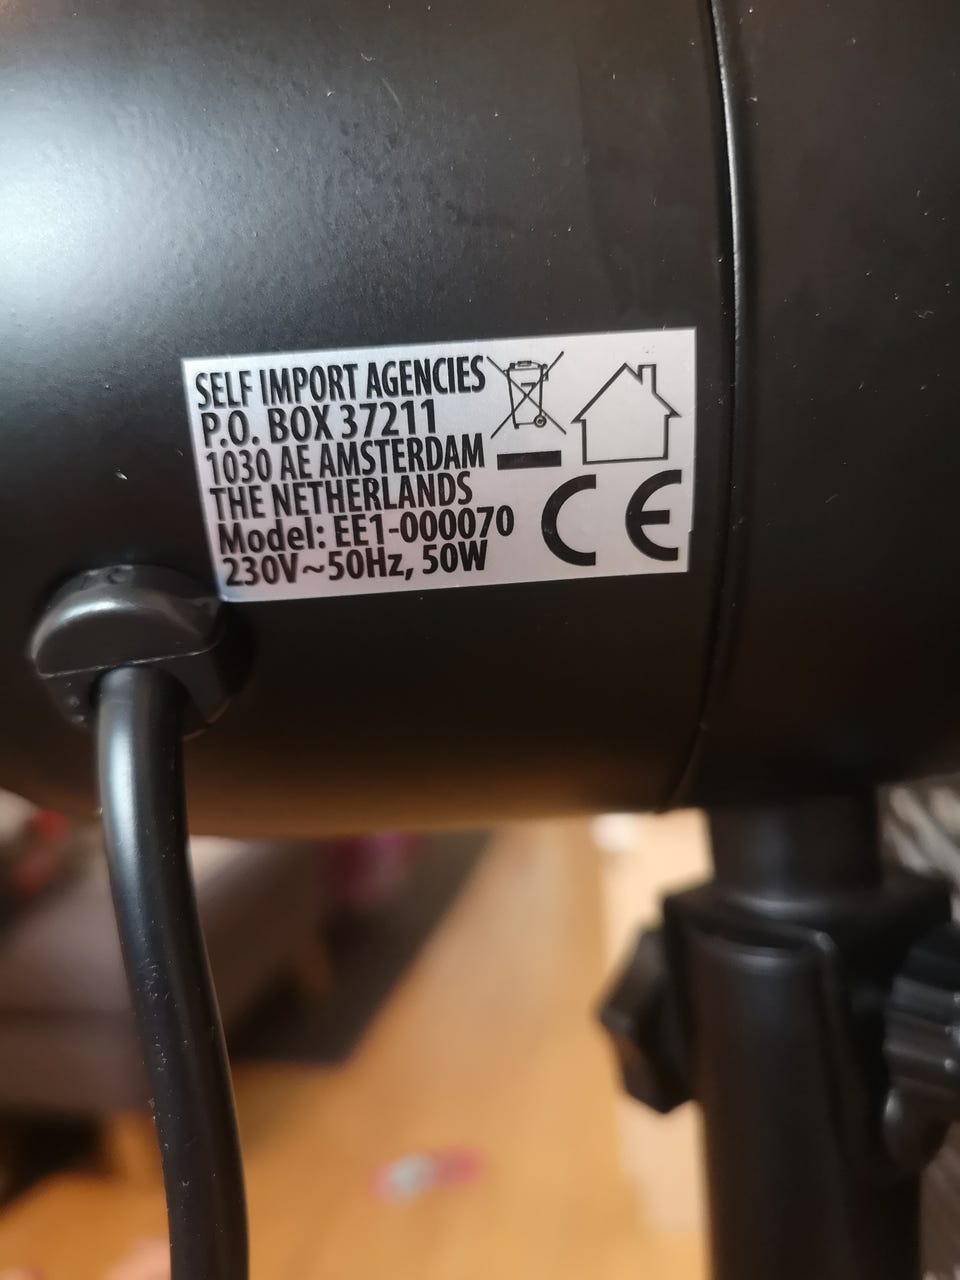 SELF IMPORT AGENCIES
P.O. BOX 37211
1030 AE AMSTERDAM
THE NETHERLANDS
Model: EE1-000070
230V~50Hz, 50W
CE